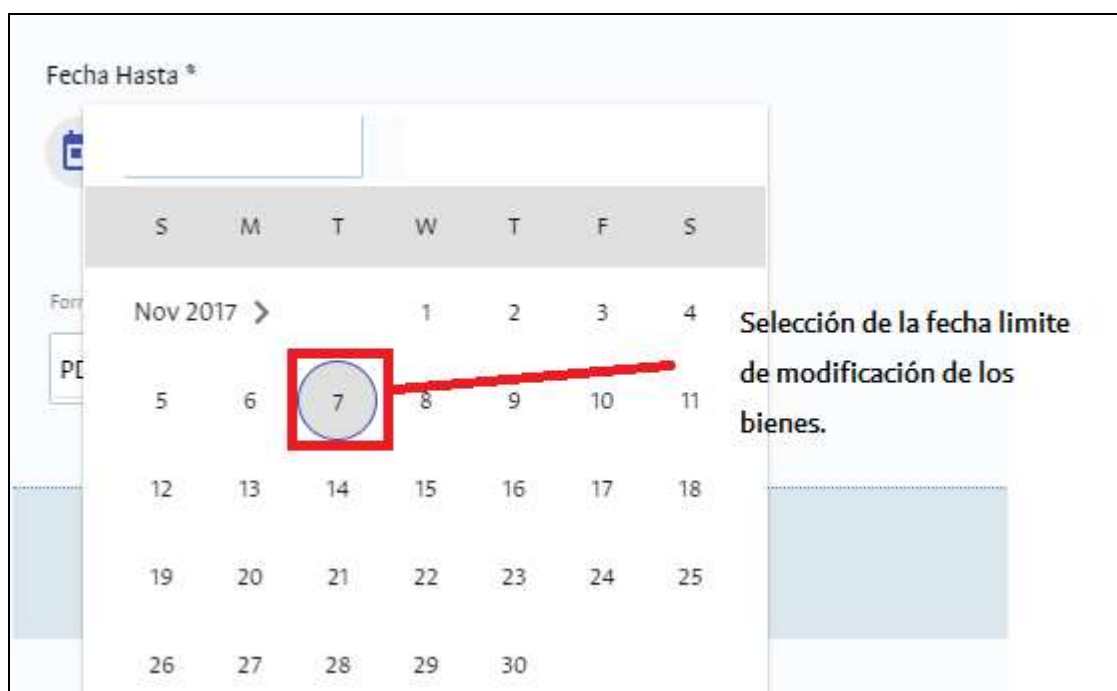 Fecha Hasta *
S M T W T F S
Nov 2017 > 1 2 3 4
Selección de la fecha limite
de modificación de los
bienes.
5 6 7 8 9 10 11
12 13 14 15 16 17 18
19 20 21 22 23 24 25
26 27 28 29 30